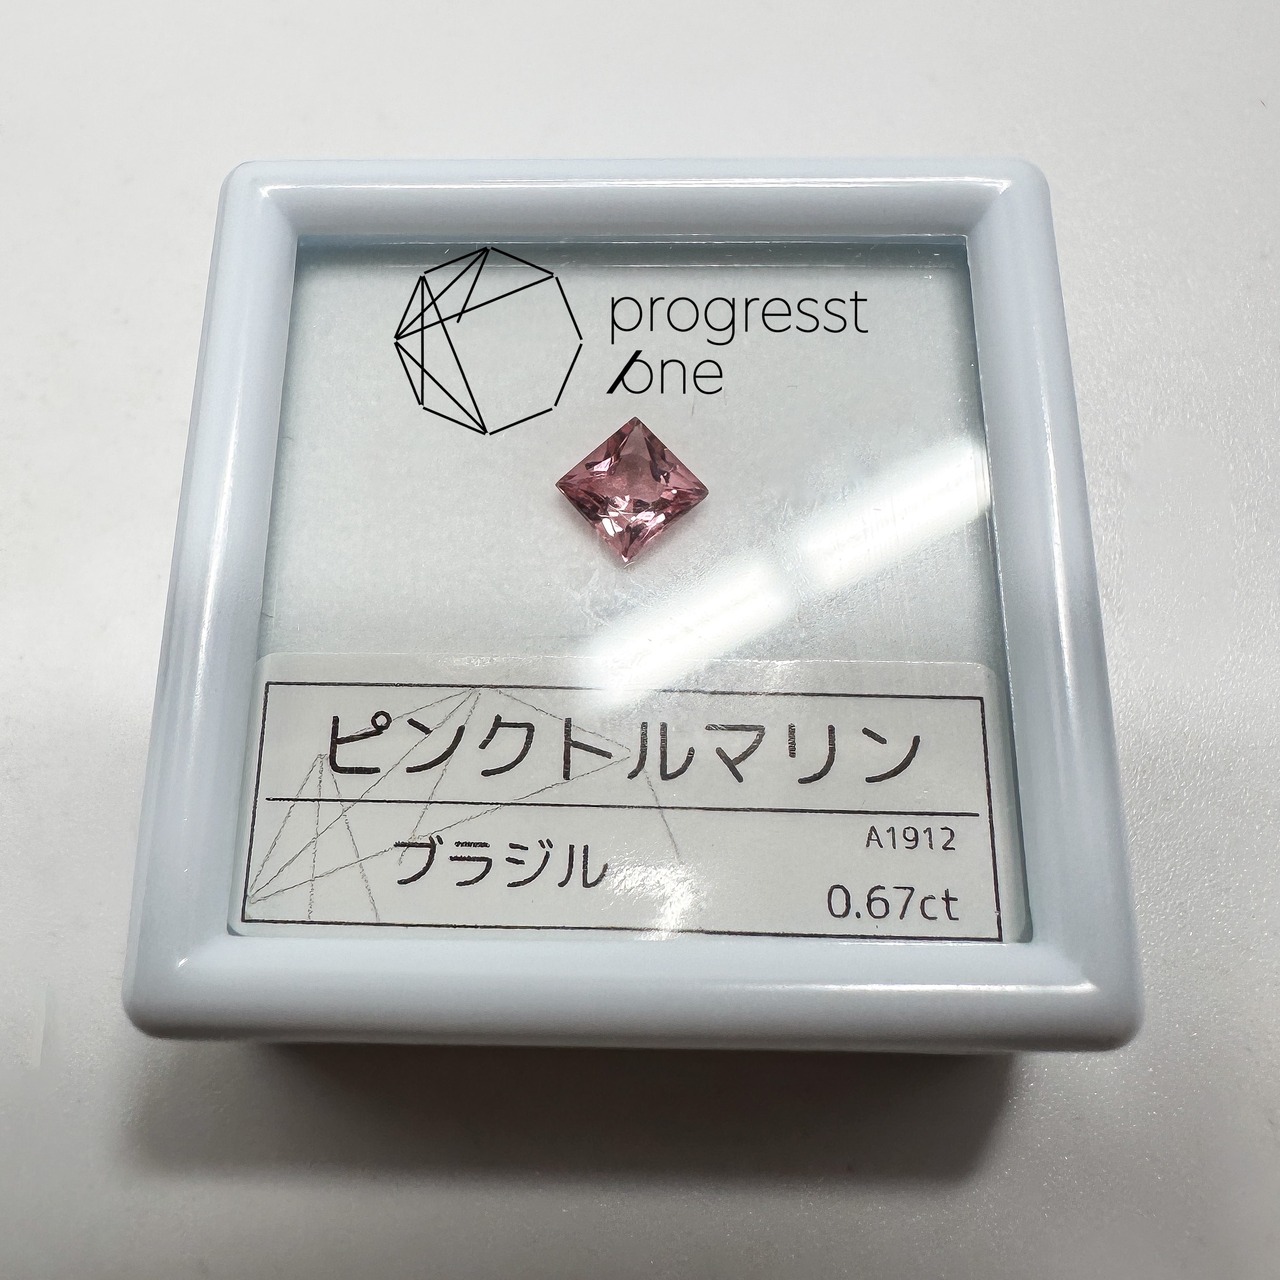 progresst
one
ピンクトルマリン
ブラジル
A1912
0.67ct